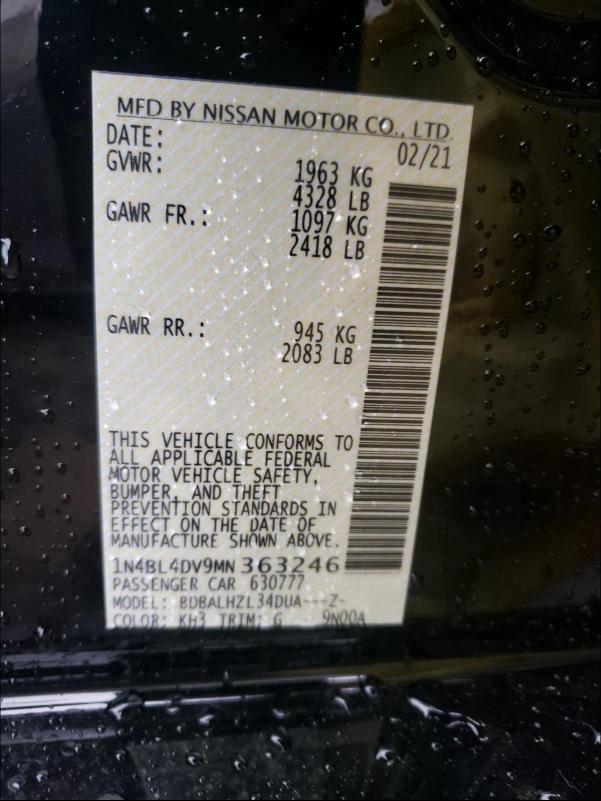 MFD BY NISSAN MOTOR CO., LTD.
DATE: 02/21
GVWR: 1963 KG
4328 LB
GAWR FR.: 1097 KG
2418 LB
GAWR RR.: 945 KG
2083 LB
THIS VEHICLE CONFORMS TO
ALL APPLICABLE FEDERAL
MOTOR VEHICLE SAFETY,
BUMPER, AND THEFT
PREVENTION STANDARDS IN
EFFECT ON THE DATE OF
MANUFACTURE SHOWN ABOVE.
1N4BL4DV9MN363246
PASSENGER CAR 630777
MODEL: BDBALHZL34DUA---Z-
COLOR: KH3 TRIM: G 9N00A